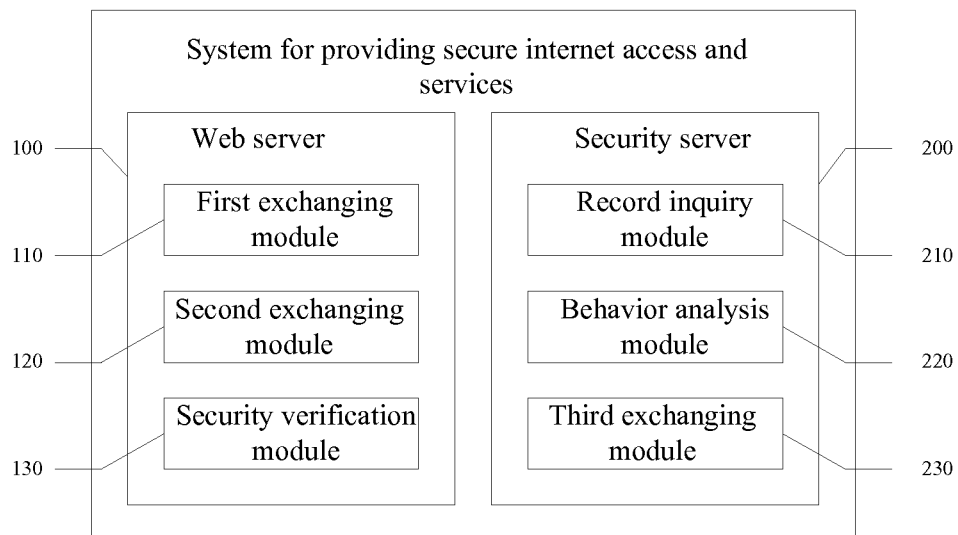 System for providing secure internet access and
services
Web server
Security server
100
200
First exchanging
module
Record inquiry
module
110
210
Second exchanging
module
Behavior analysis
module
120
220
Security verification
module
Third exchanging
module
130
230